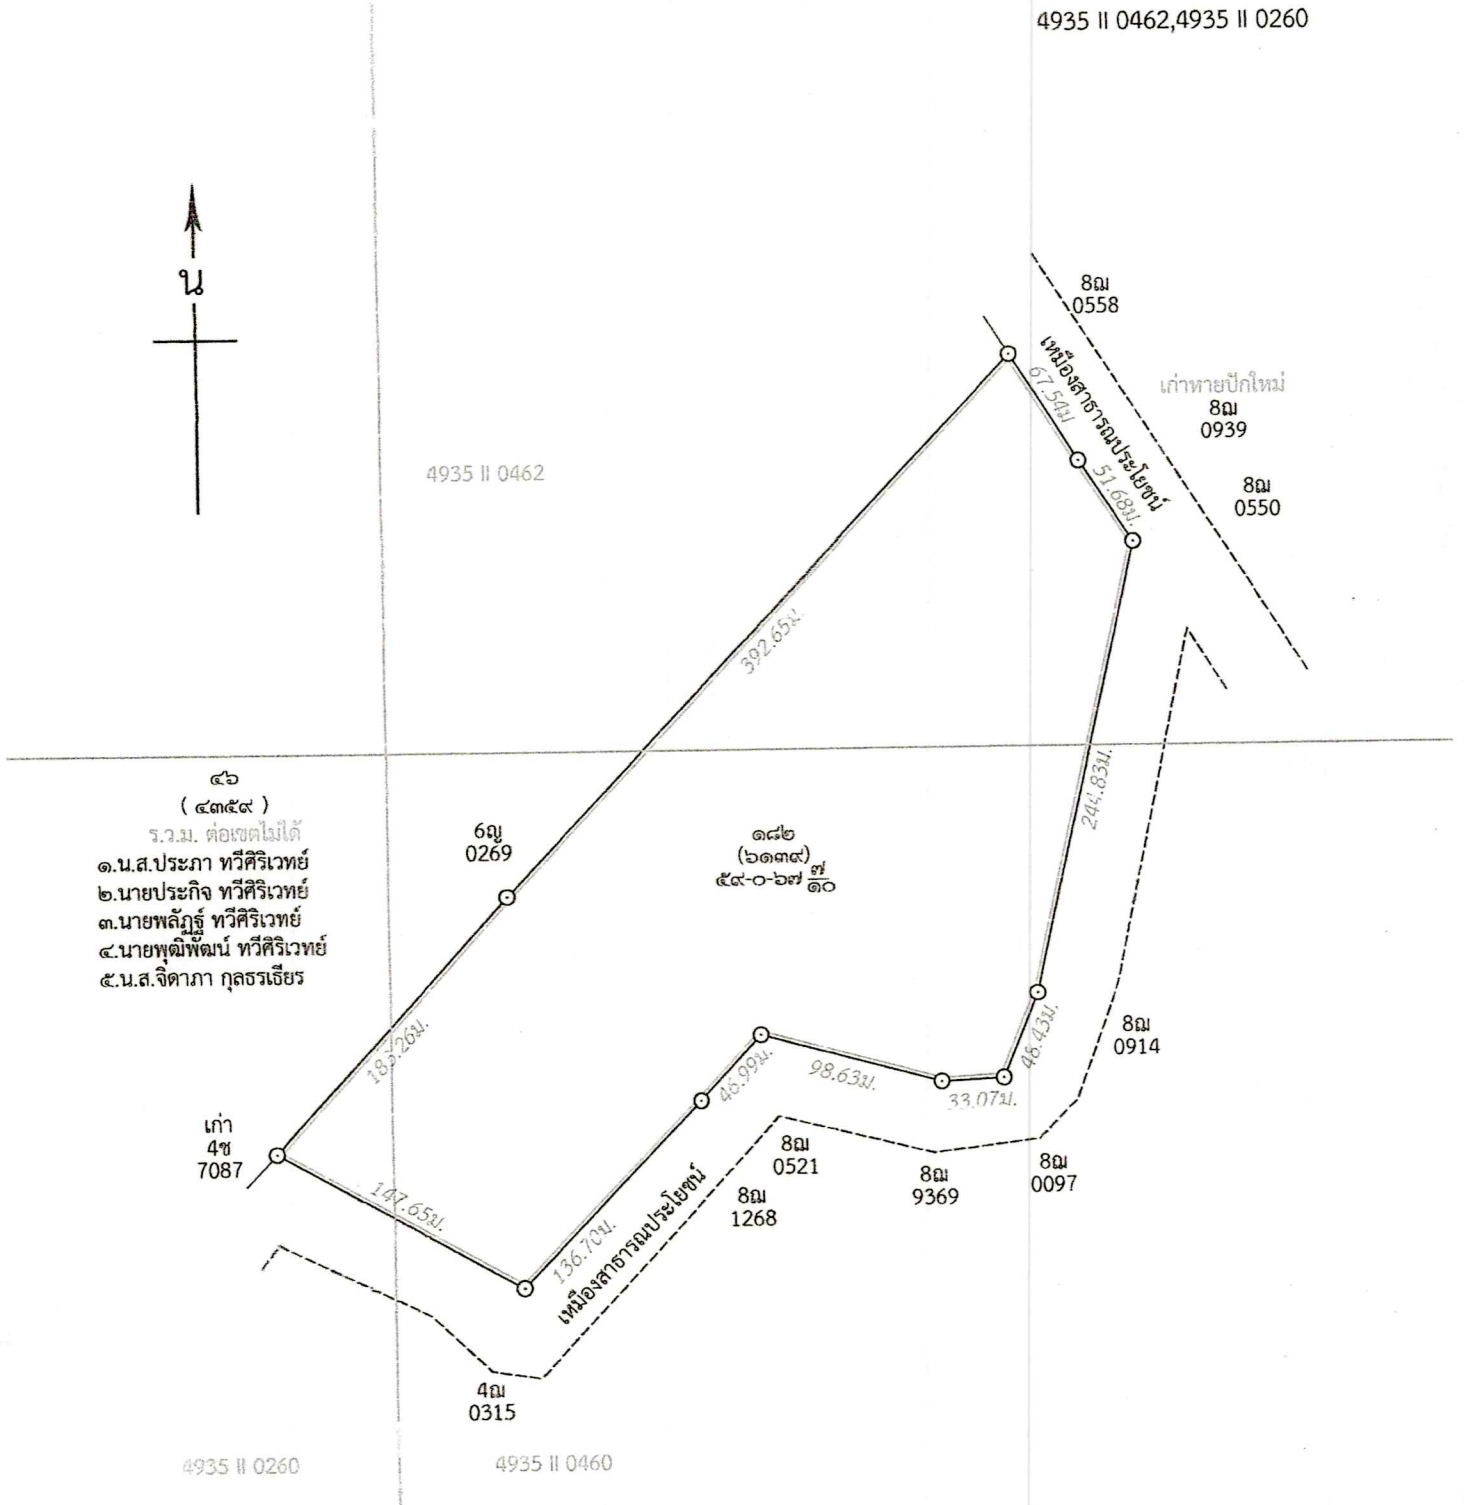 4935 II 0462,4935 II 0260
น
8ฌ
0558
เหมืองสาธารณประโยชน์
67.54ม
เก่าหายปักใหม่
8ฌ
0939
4935 II 0462
51.68ม.
8ฌ
0550
392.65ม.
244.83ม.
๔๖
( ๔๓๕๙ )
ร.ว.ม. ต่อเขตไม่ได้
๑.น.ส.ประภา ทวีศิริเวทย์
๒.นายประกิจ ทวีศิริเวทย์
๓.นายพลัฏฐ์ ทวีศิริเวทย์
๔.นายพุฒิพัฒน์ ทวีศิริเวทย์
๕.น.ส.จิดาภา กุลธรเธียร
6ญ
0269
๑๘๒
(๖๑๓๙)
๕๙-๐-๖๗ ๗/๑๐
8ฌ
0914
46.99ม.
98.63ม.
33.07ม.
เก่า
4ช
7087
147.65ม.
136.70ม.
เหมืองสาธารณประโยชน์
8ฌ
0521
8ฌ
1268
8ฌ
9369
8ฌ
0097
4ฌ
0315
4935 II 0260
4935 II 0460